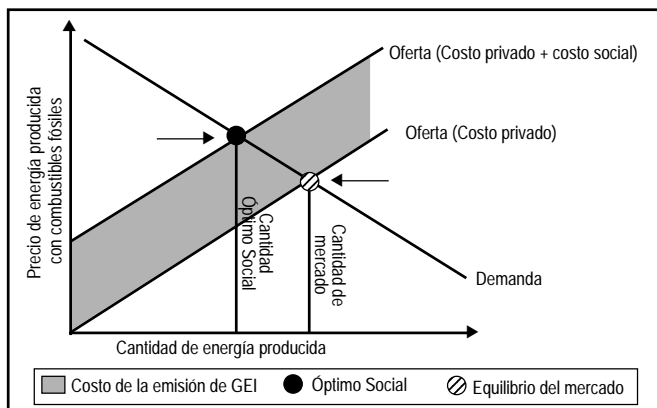 Precio de energía producida
con combustibles fósiles
Oferta (Costo privado + costo social)
Oferta (Costo privado)
Cantidad
Óptimo Social
Cantidad de
mercado
Demanda
Cantidad de energía producida
Costo de la emisión de GEI
Óptimo Social
Equilibrio del mercado